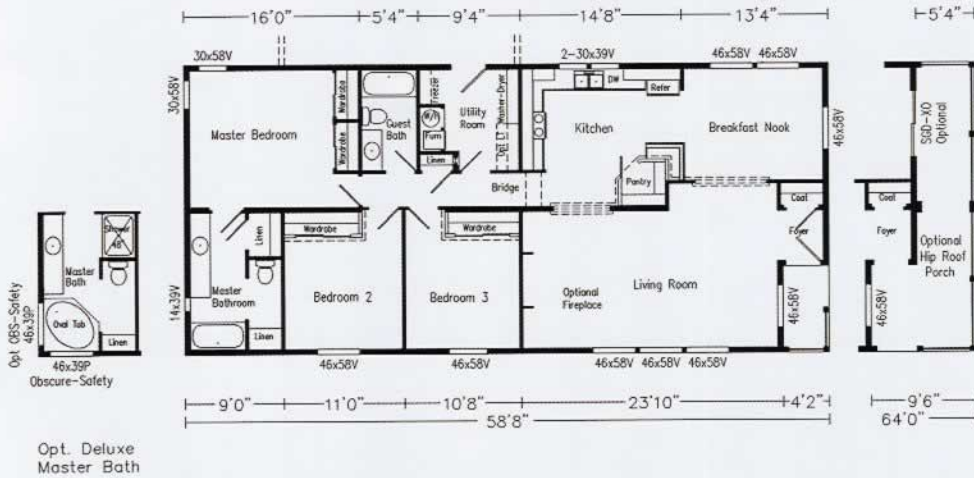 16'0" 5'4" 9'4" 14'8" 13'4" 5'4"
30x58V 2-30x39V 46x58V 46x58V
30x58V
Master Bedroom
Wardrobe
Wardrobe
Guest
Bath
Freezer
W/H
Furn
Linen
Utility
Room
Opt LT Washer-Dryer
DW
Refer
Kitchen
Pantry
Breakfast Nook
46x58V
SGD-XO
Optional
Bridge
Coat
Foyer
Coat
Foyer
Optional
Hip Roof
Porch
Shower
48"
Master
Bath
Oval Tub
Linen
Opt OBS-Safety
46x39P
46x39P
Obscure-Safety
14x39V
Linen
Master
Bathroom
Linen
Wardrobe
Bedroom 2
Wardrobe
Bedroom 3
Optional
Fireplace
Living Room
46x58V
46x58V
46x58V 46x58V 46x58V 46x58V 46x58V
9'0" 11'0" 10'8" 23'10" 4'2" 9'6"
58'8" 64'0"
Opt. Deluxe
Master Bath